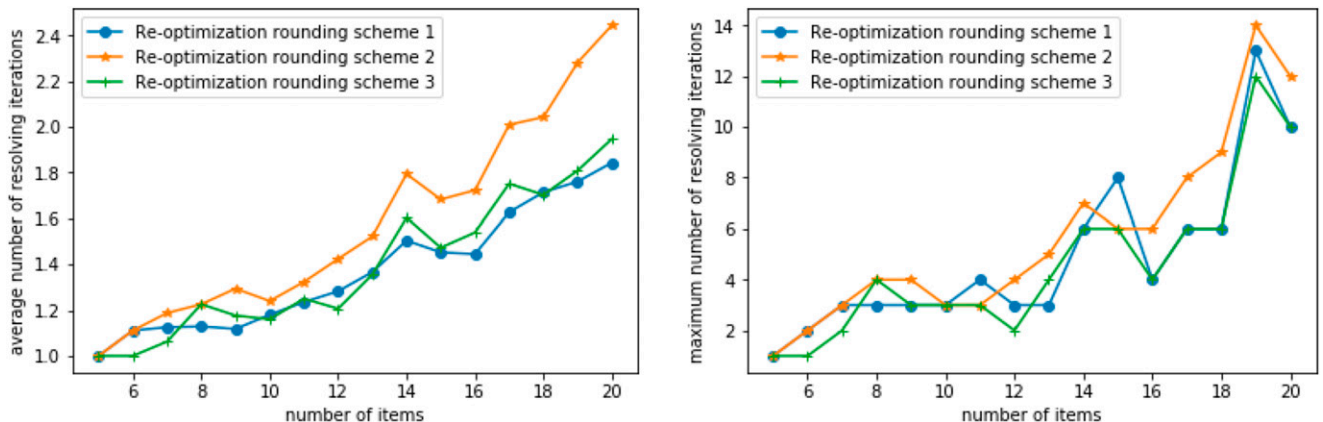 average number of resolving iterations
2.4
2.2
2.0
1.8
1.6
1.4
1.2
1.0
Re-optimization rounding scheme 1
Re-optimization rounding scheme 2
Re-optimization rounding scheme 3
6 8 10 12 14 16 18 20
number of items
maximum number of resolving iterations
14
12
10
8
6
4
2
Re-optimization rounding scheme 1
Re-optimization rounding scheme 2
Re-optimization rounding scheme 3
6 8 10 12 14 16 18 20
number of items